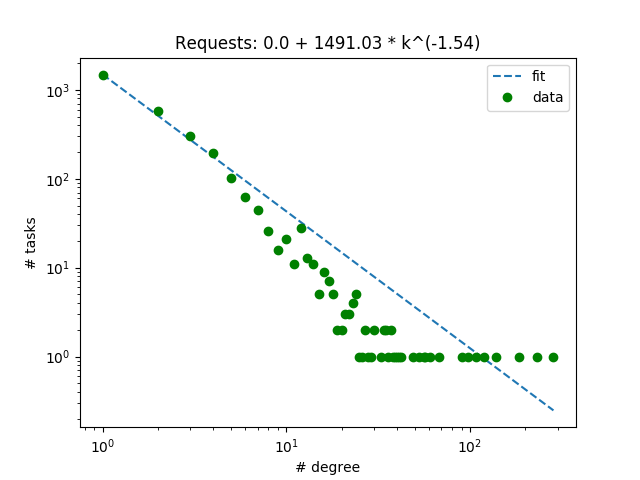 Requests: 0.0 + 1491.03 * k^(-1.54)
fit
data
# tasks
10^3
10^2
10^1
10^0
10^0 10^1 10^2
# degree